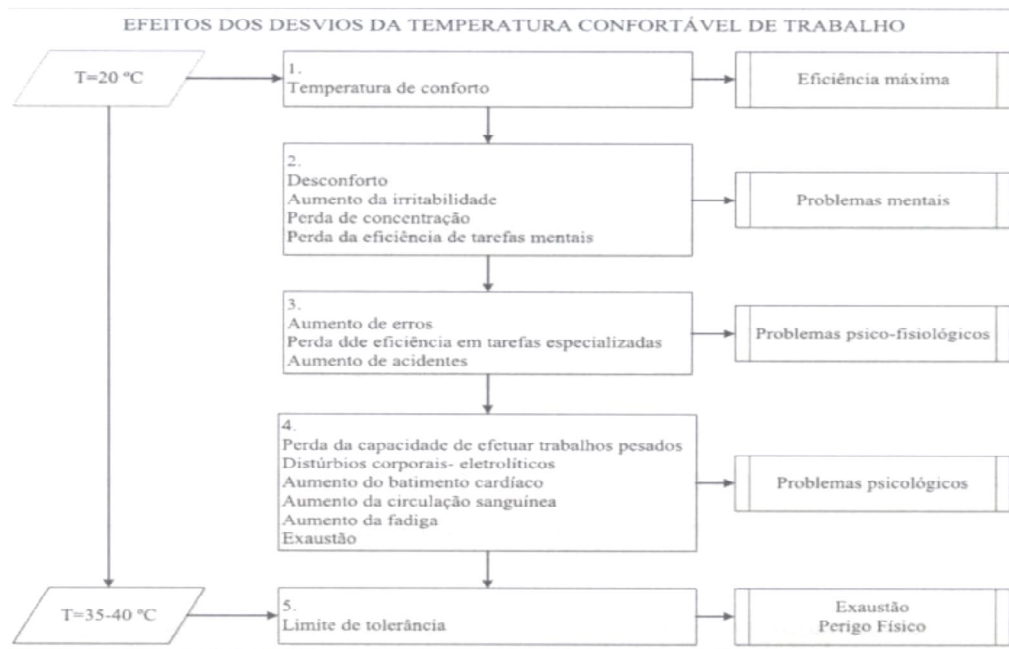 EFEITOS DOS DESVIOS DA TEMPERATURA CONFORTÁVEL DE TRABALHO
T=20 ºC
1.
Temperatura de conforto
Eficiência máxima
2.
Desconforto
Aumento da irritabilidade
Perda de concentração
Perda da eficiência de tarefas mentais
Problemas mentais
3.
Aumento de erros
Perda dde eficiência em tarefas especializadas
Aumento de acidentes
Problemas psico-fisiológicos
4.
Perda da capacidade de efetuar trabalhos pesados
Distúrbios corporais- eletrolíticos
Aumento do batimento cardíaco
Aumento da circulação sanguínea
Aumento da fadiga
Exaustão
Problemas psicológicos
T=35-40 ºC
5.
Limite de tolerância
Exaustão
Perigo Físico